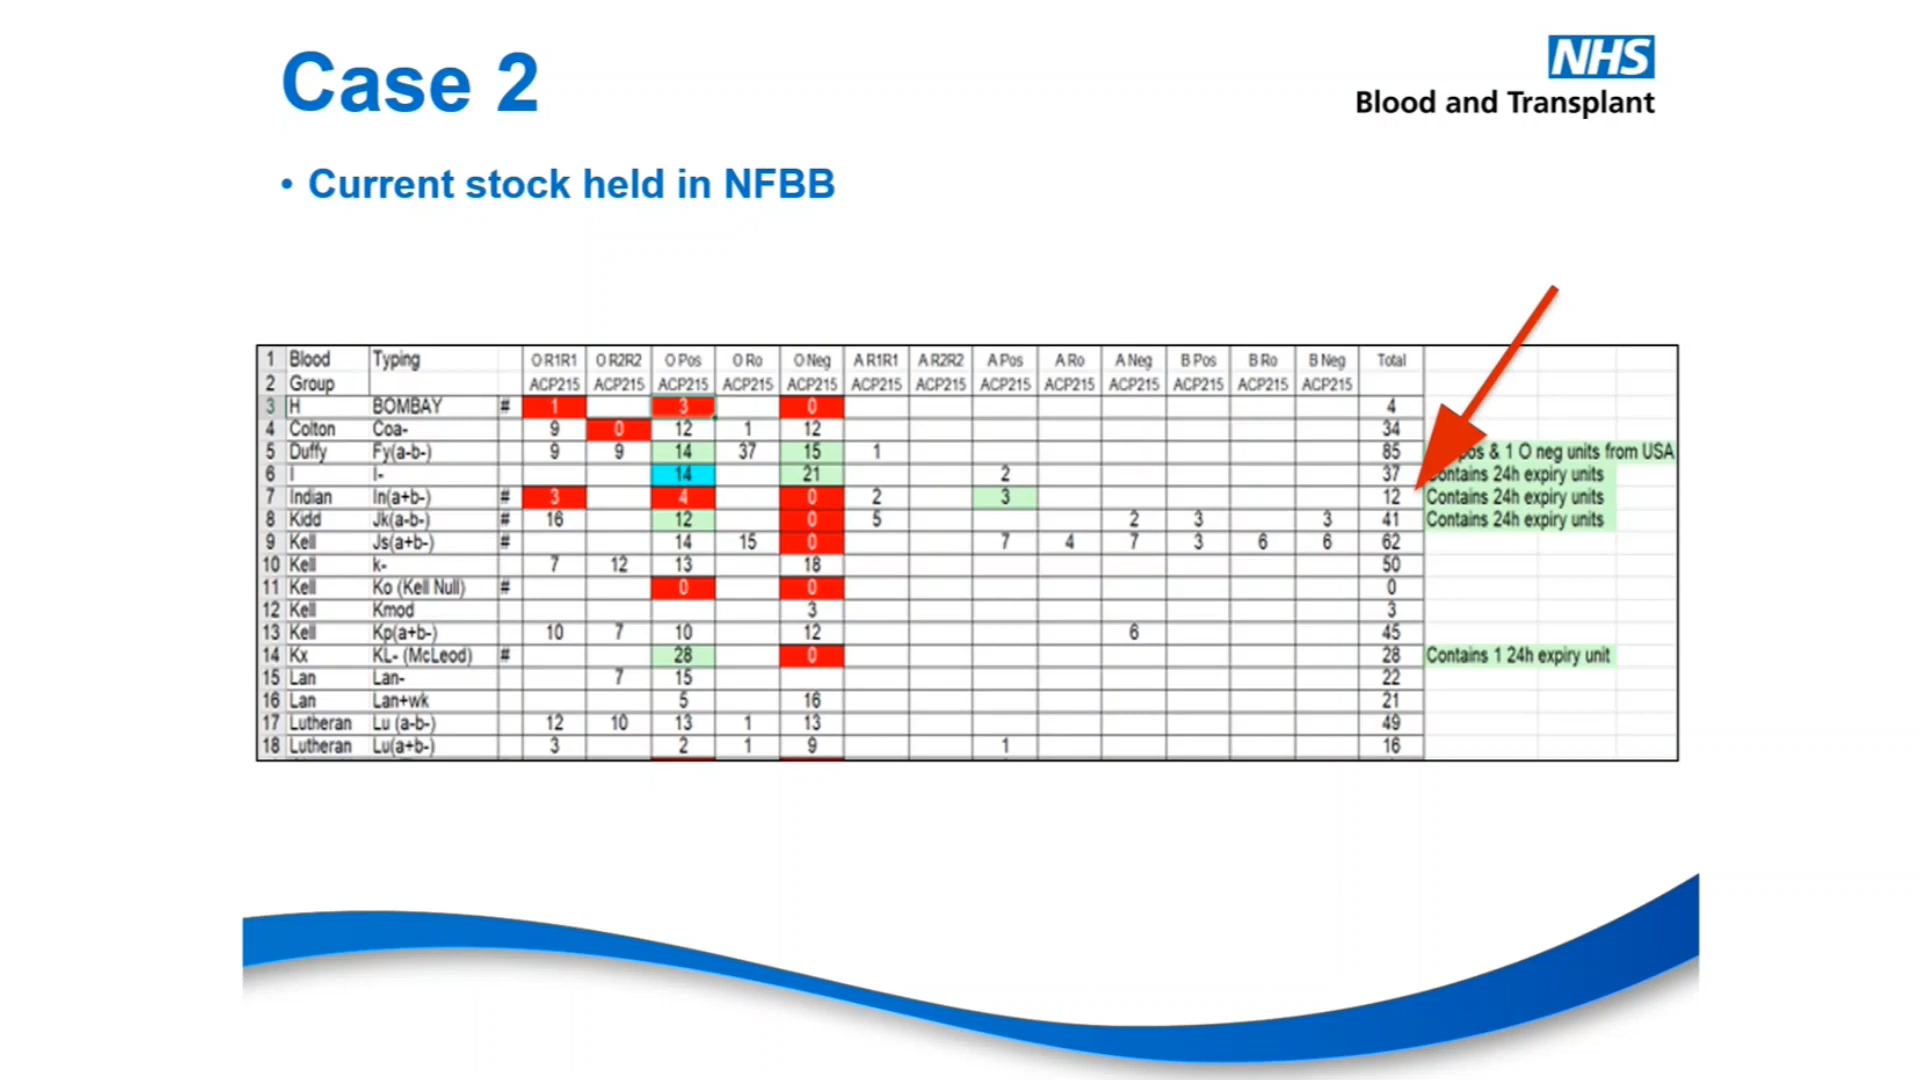 Case 2
NHS
Blood and Transplant
• Current stock held in NFBB
1 Blood Typing O R1R1 O R2R2 O Pos O Ro O Neg A R1R1 A R2R2 A Pos A Ro A Neg B Pos B Ro B Neg Total
2 Group ACP215 ACP215 ACP215 ACP215 ACP215 ACP215 ACP215 ACP215 ACP215 ACP215 ACP215 ACP215 ACP215
3 H BOMBAY # 1 3 0 4
4 Colton Coa- 9 0 12 1 12 34
5 Duffy Fy(a-b-) 9 9 14 37 15 1 85 & 1 O neg units from USA
6 I I- 14 21 2 37 Contains 24h expiry units
7 Indian In(a+b-) # 3 4 0 2 3 12 Contains 24h expiry units
8 Kidd Jk(a-b-) # 16 12 0 5 2 3 3 41 Contains 24h expiry units
9 Kell Js(a+b-) # 14 15 0 7 4 7 3 6 6 62
10 Kell k- 7 12 13 18 50
11 Kell Ko (Kell Null) # 0 0 0
12 Kell Kmod 3 3
13 Kell Kp(a+b-) 10 7 10 12 6 45
14 Kx KL- (McLeod) # 28 0 28 Contains 1 24h expiry unit
15 Lan Lan- 7 15 22
16 Lan Lan+wk 5 16 21
17 Lutheran Lu (a-b-) 12 10 13 1 13 49
18 Lutheran Lu(a+b-) 3 2 1 9 1 16